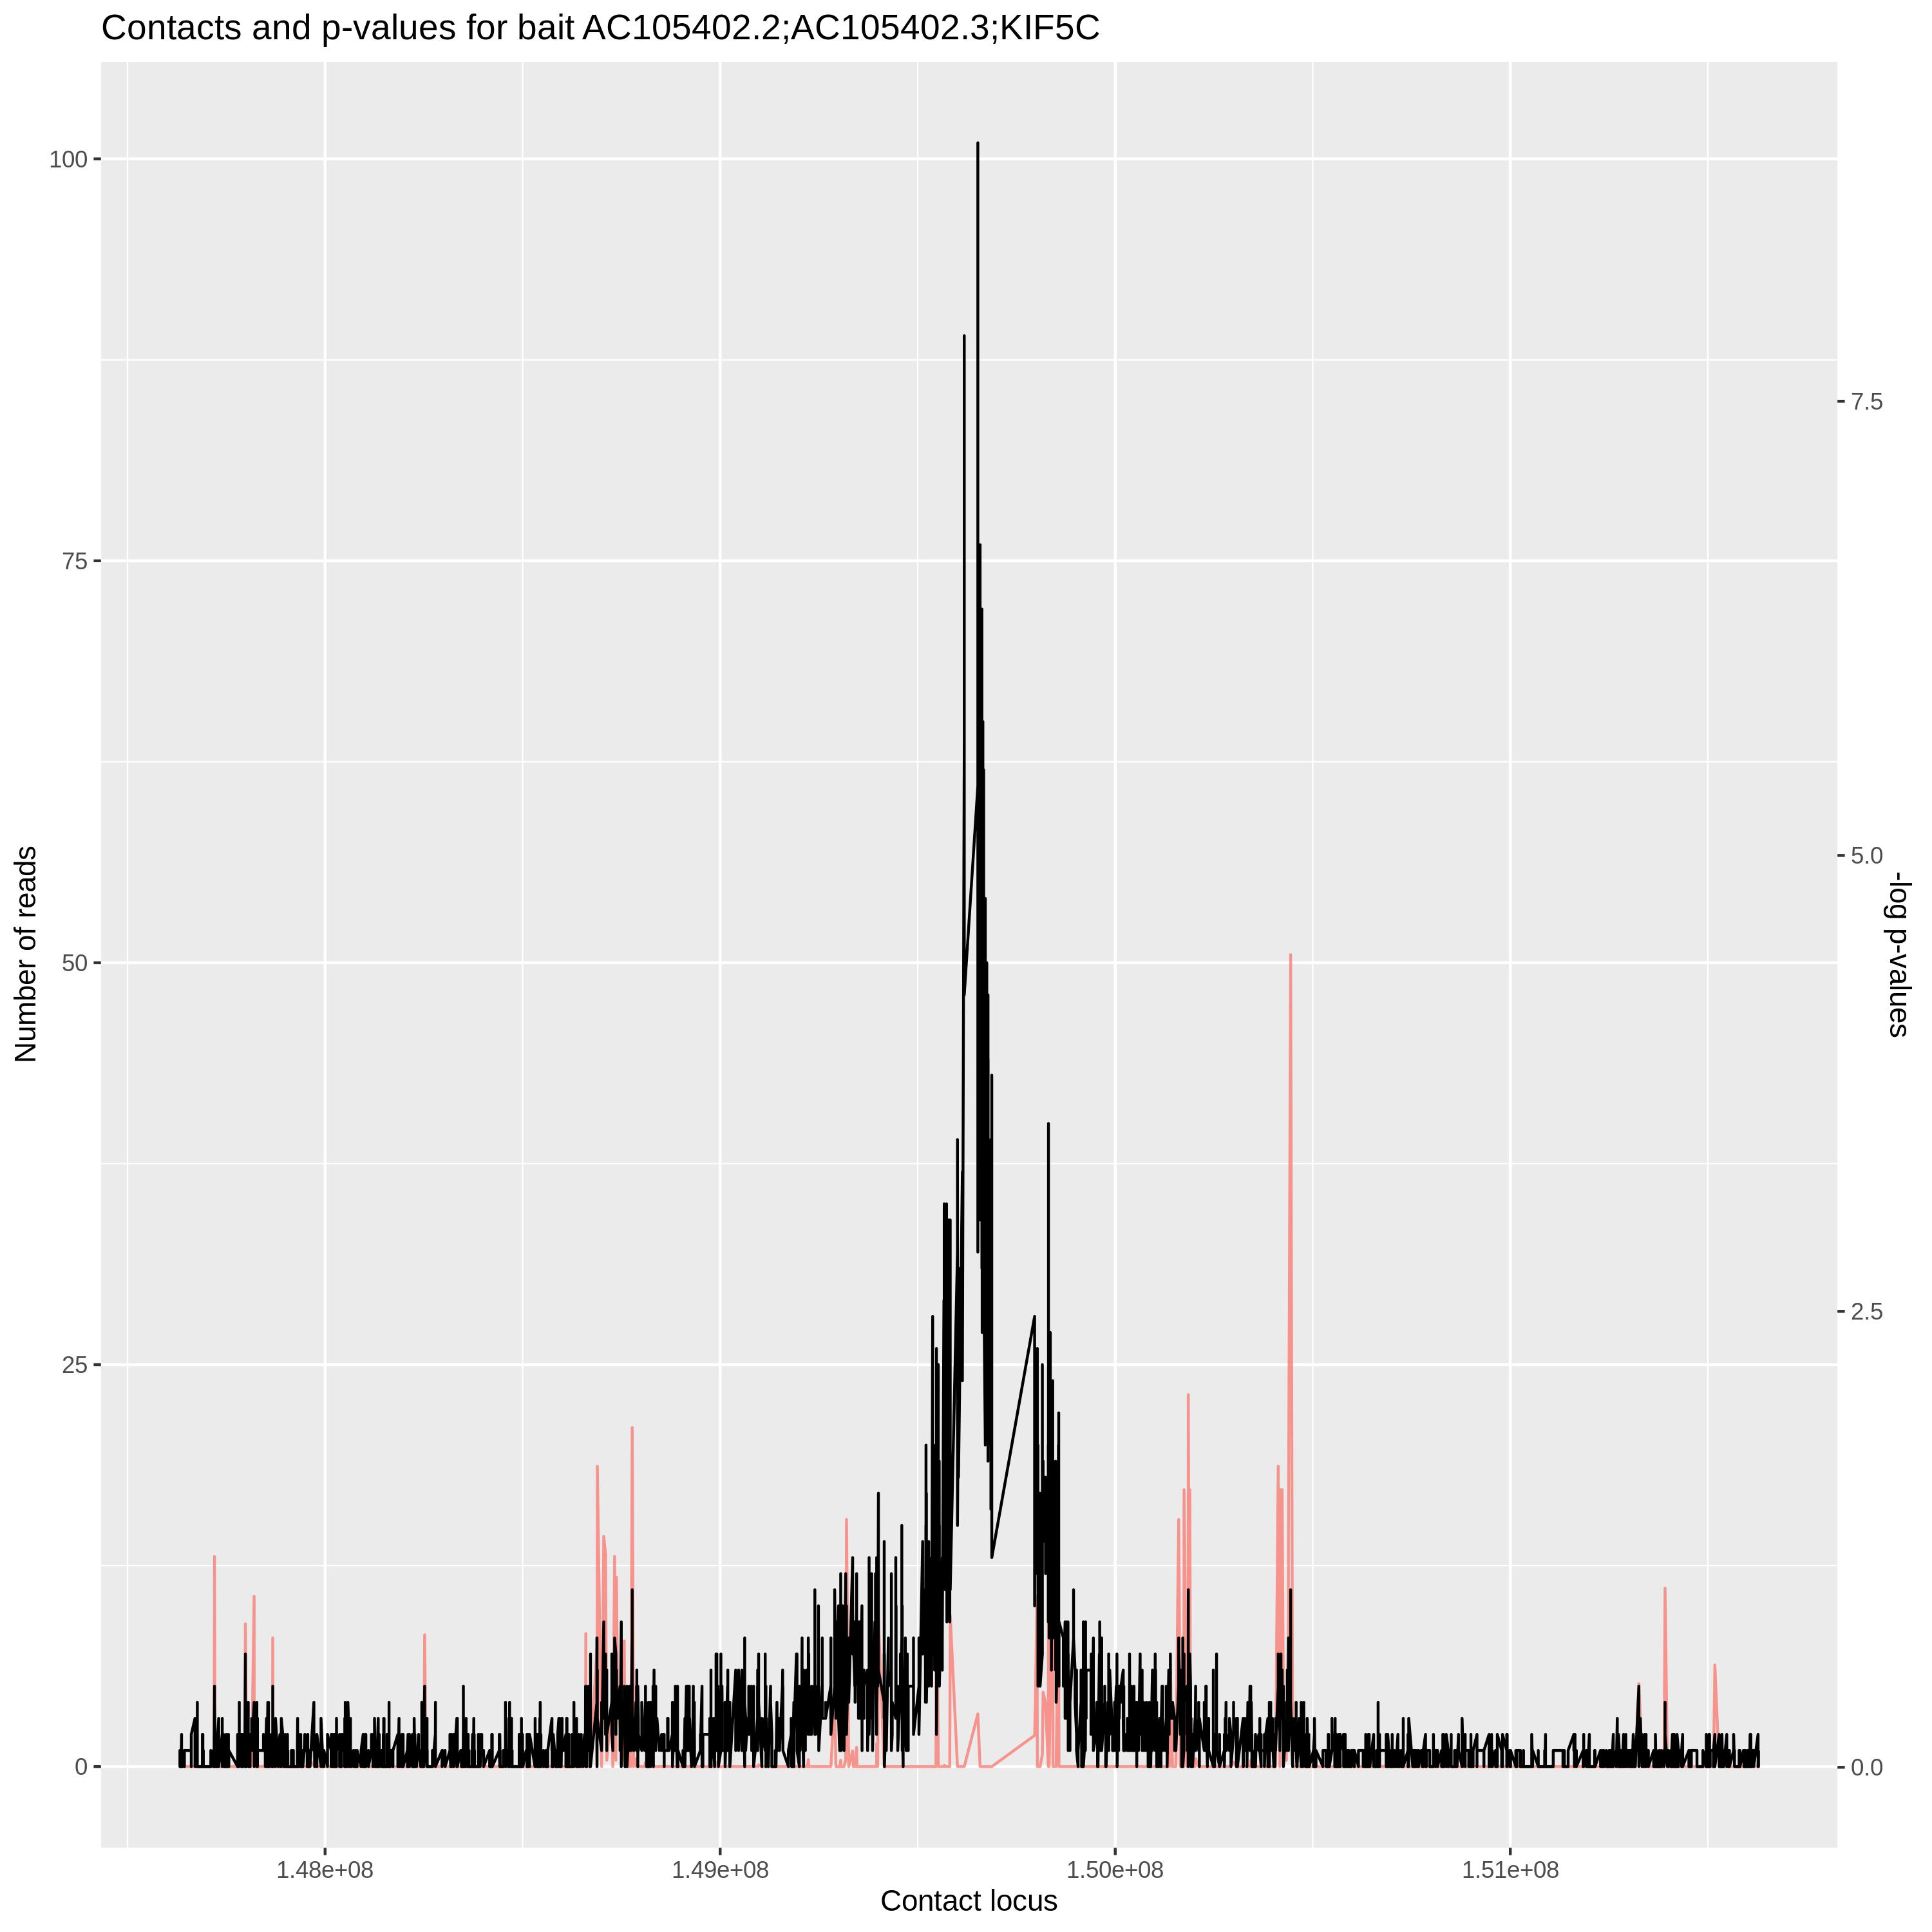 Contacts and p-values for bait AC105402.2;AC105402.3;KIF5C
100
75
50
25
0
Number of reads
7.5
5.0
2.5
0.0
-log p-values
1.48e+08
1.49e+08
1.50e+08
1.51e+08
Contact locus